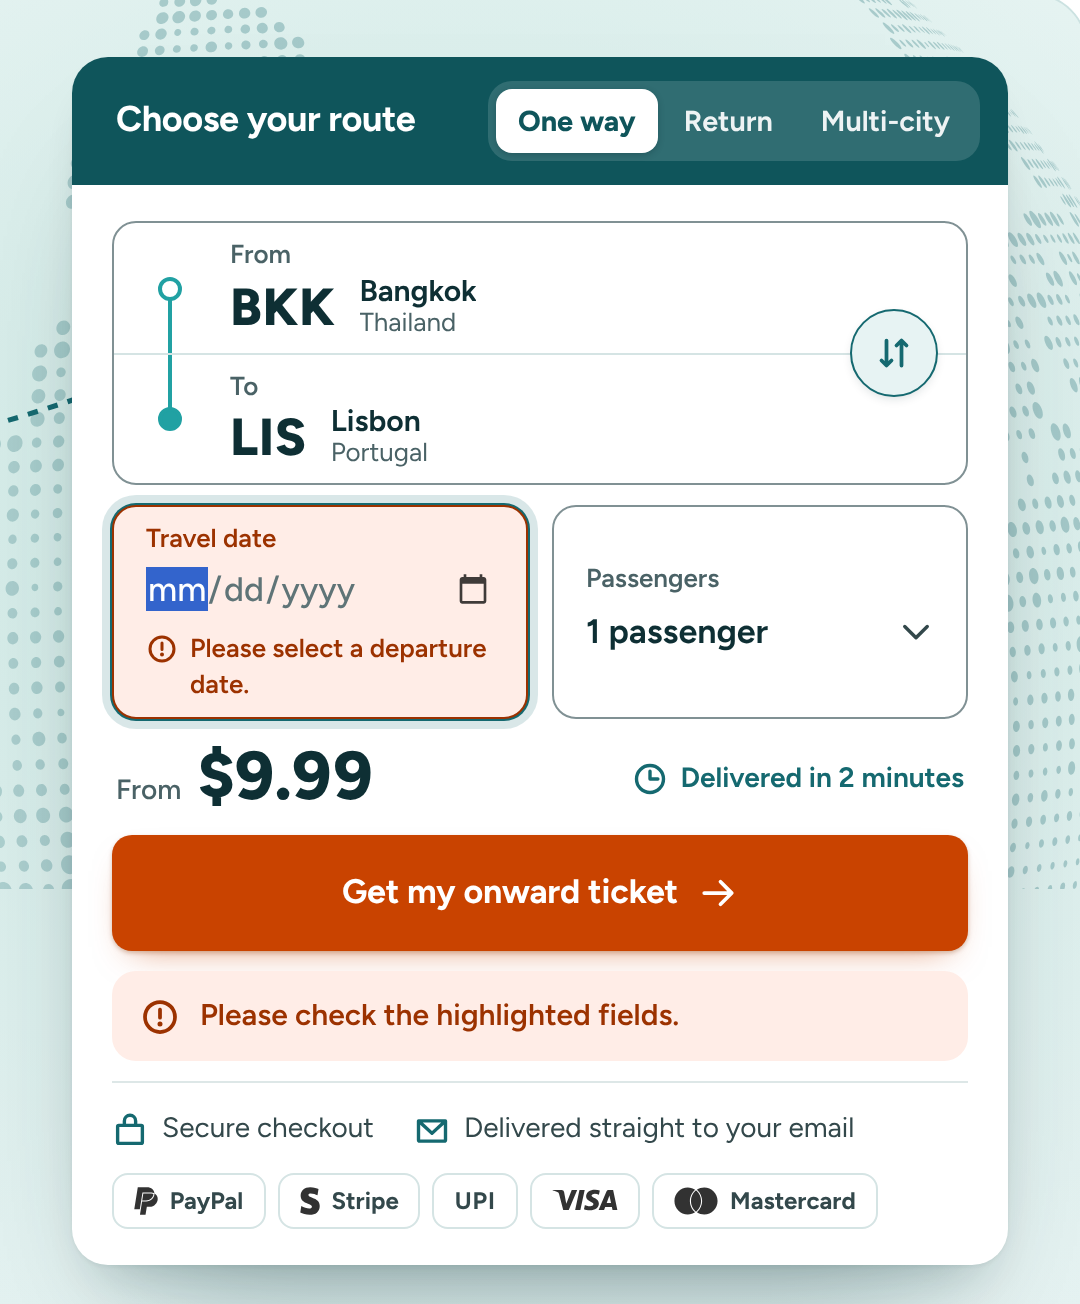 Choose your route
One way
Return
Multi-city
From
BKK
Bangkok
Thailand
To
LIS
Lisbon
Portugal
Travel date
mm/dd/yyyy
Please select a departure
date.
Passengers
1 passenger
From $9.99
Delivered in 2 minutes
Get my onward ticket
Please check the highlighted fields.
Secure checkout
Delivered straight to your email
PayPal
Stripe
UPI
VISA
Mastercard